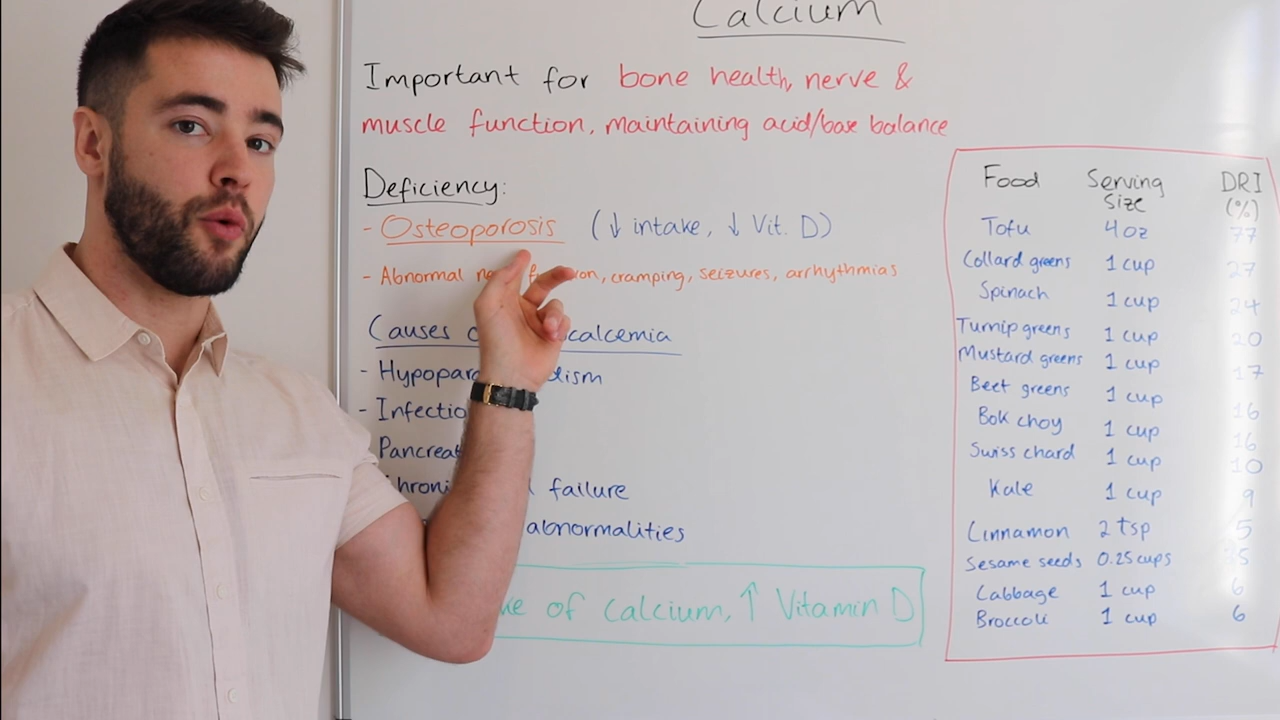 Calcium
Important for bone health, nerve &
muscle function, maintaining acid/base balance
Deficiency:
- Osteoporosis (↓ intake, ↓ Vit. D)
- Abnormal cramping, seizures, arrhythmias
Causes
-
- Infectio
Pancrea
failure
abnormalities
of calcium, ↑ Vitamin D
Food Serving Size DRI (%)
Tofu 4 oz 77
Collard greens 1 cup 27
Spinach 1 cup 24
Turnip greens 1 cup 20
Mustard greens 1 cup 17
Beet greens 1 cup 16
Bok choy 1 cup 16
Swiss chard 1 cup 10
Kale 1 cup 9
Cinnamon 2 tsp 5
Sesame seeds 0.25 cups
Cabbage 1 cup 6
Broccoli 1 cup 6